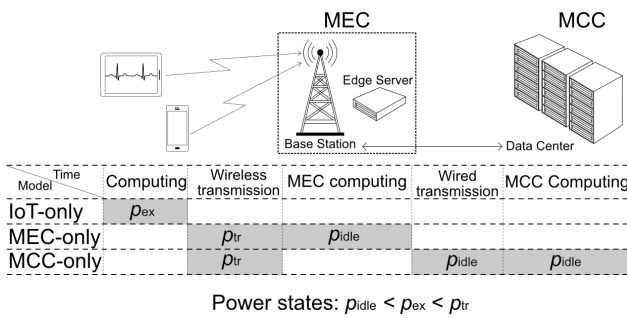 MEC
MCC
Edge Server
Base Station
Data Center
Time
Model
Computing
Wireless transmission
MEC computing
Wired transmission
MCC Computing
IoT-only
pex
MEC-only
ptr
pidle
MCC-only
ptr
pidle
pidle
Power states: pidle < pex < ptr